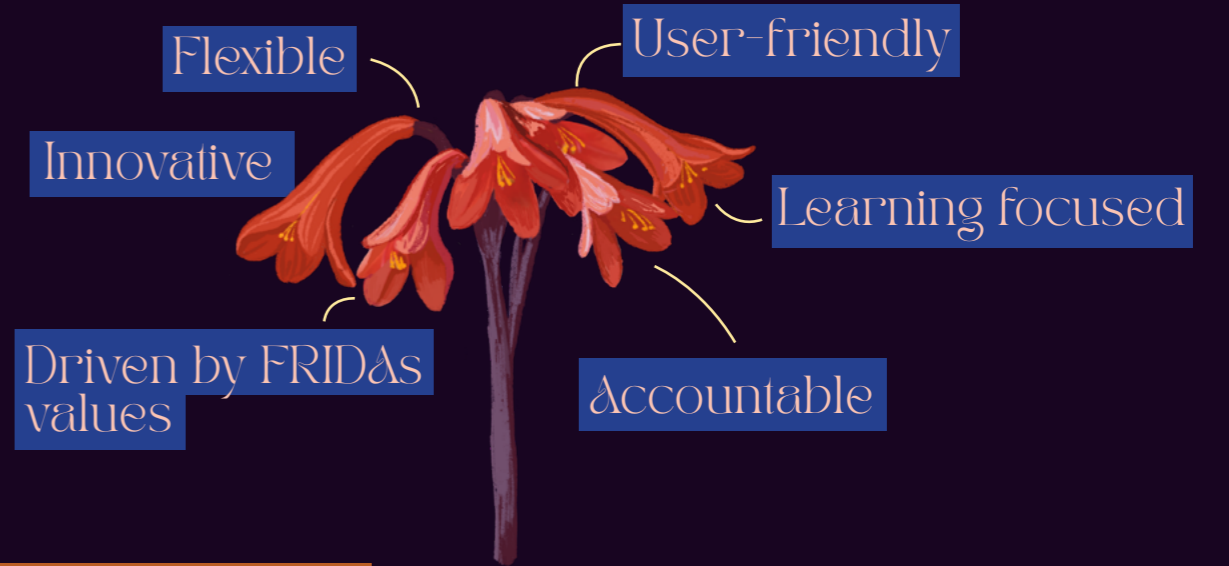 Flexible
User-friendly
Innovative
Learning focused
Driven by FRIDAs
values
Accountable